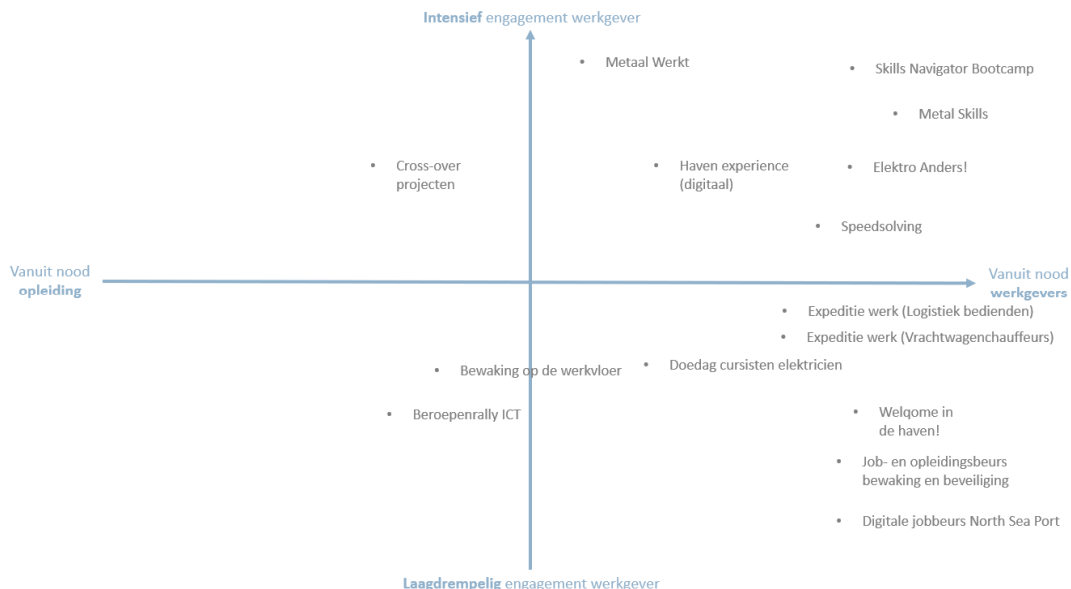 Intensief engagement werkgever
• Metaal Werkt
• Skills Navigator Bootcamp
• Metal Skills
• Cross-over
projecten
• Haven experience
(digitaal)
• Elektro Anders!
• Speedsolving
Vanuit nood
opleiding
Vanuit nood
werkgevers
• Expeditie werk (Logistiek bedienden)
• Expeditie werk (Vrachtwagenchauffeurs)
• Bewaking op de werkvloer
• Doedag cursisten elektricien
• Beroepenrally ICT
• Welqome in
de haven!
• Job- en opleidingsbeurs
bewaking en beveiliging
• Digitale jobbeurs North Sea Port
Laagdrempelig engagement werkgever